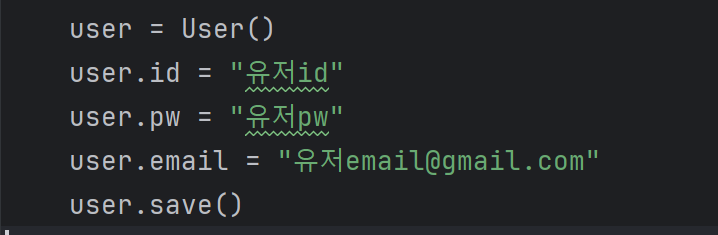 user = User()
user.id = "유저id"
user.pw = "유저pw"
user.email = "유저email@gmail.com"
user.save()